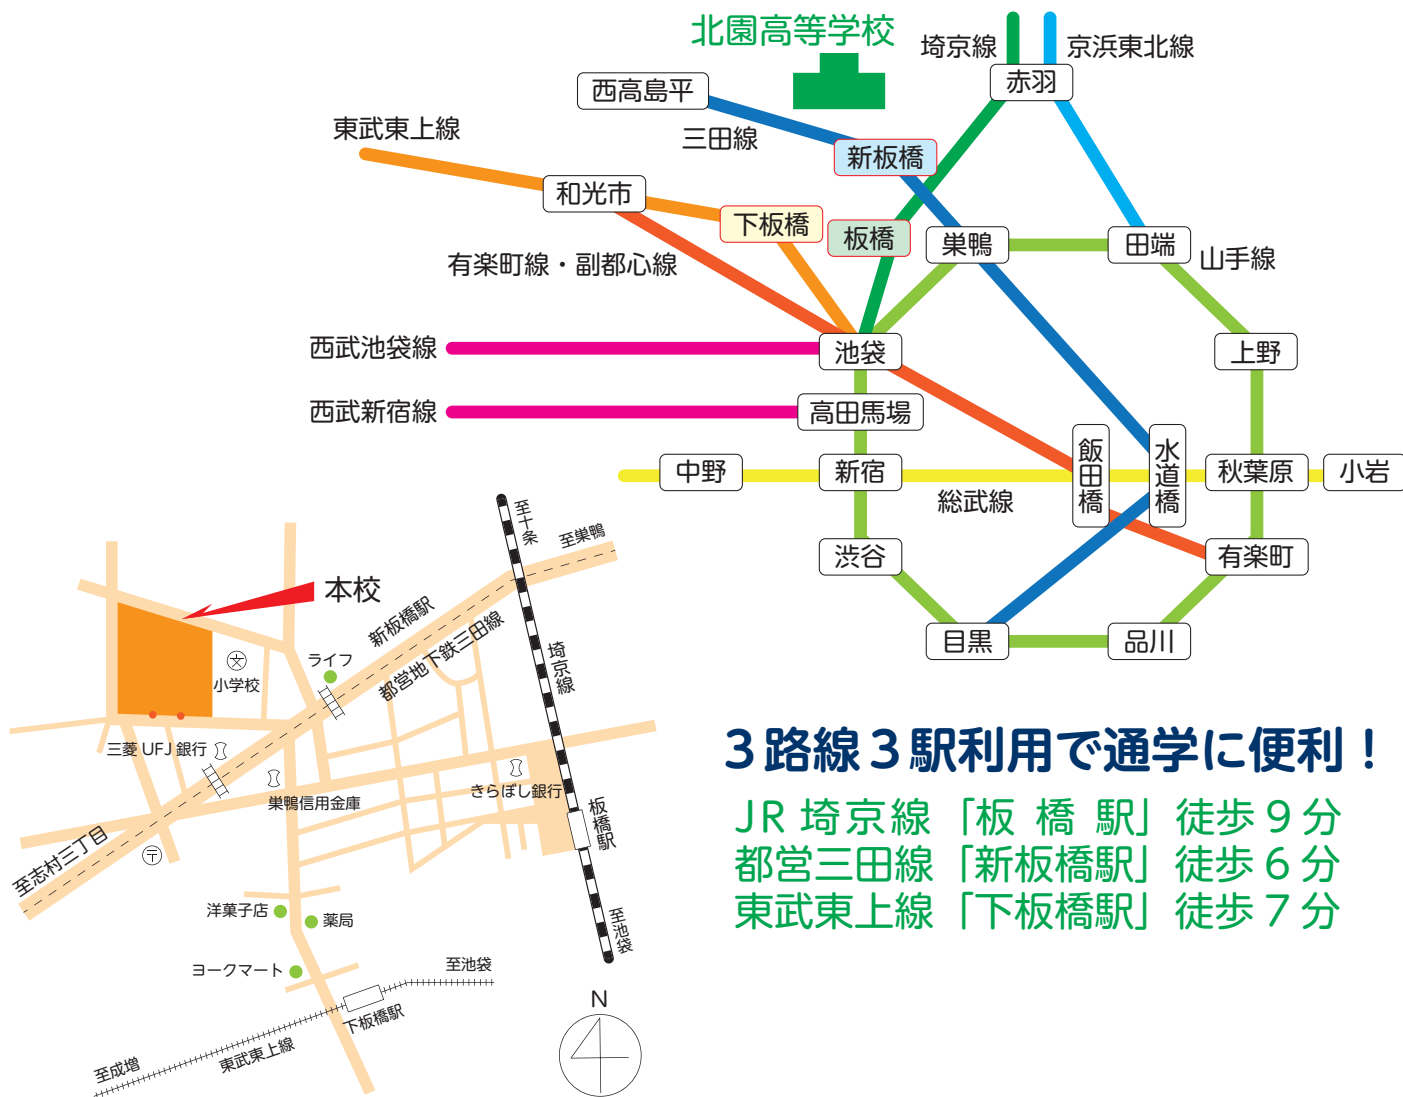 北園高等学校
埼京線
京浜東北線
赤羽
西高島平
三田線
東武東上線
新板橋
和光市
下板橋
板橋
巣鴨
田端
山手線
有楽町線・副都心線
西武池袋線
池袋
上野
西武新宿線
高田馬場
中野
新宿
総武線
飯田橋
水道橋
秋葉原
小岩
渋谷
有楽町
目黒
品川
至十条
至巣鴨
本校
新板橋駅
都営地下鉄三田線
埼京線
ライフ
文
小学校
三菱UFJ銀行
巣鴨信用金庫
きらぼし銀行
板橋駅
至志村三丁目
〒
洋菓子店
薬局
至池袋
ヨークマート
至池袋
下板橋駅
東武東上線
至成増
N
3路線3駅利用で通学に便利！
JR埼京線「板橋駅」徒歩9分
都営三田線「新板橋駅」徒歩6分
東武東上線「下板橋駅」徒歩7分